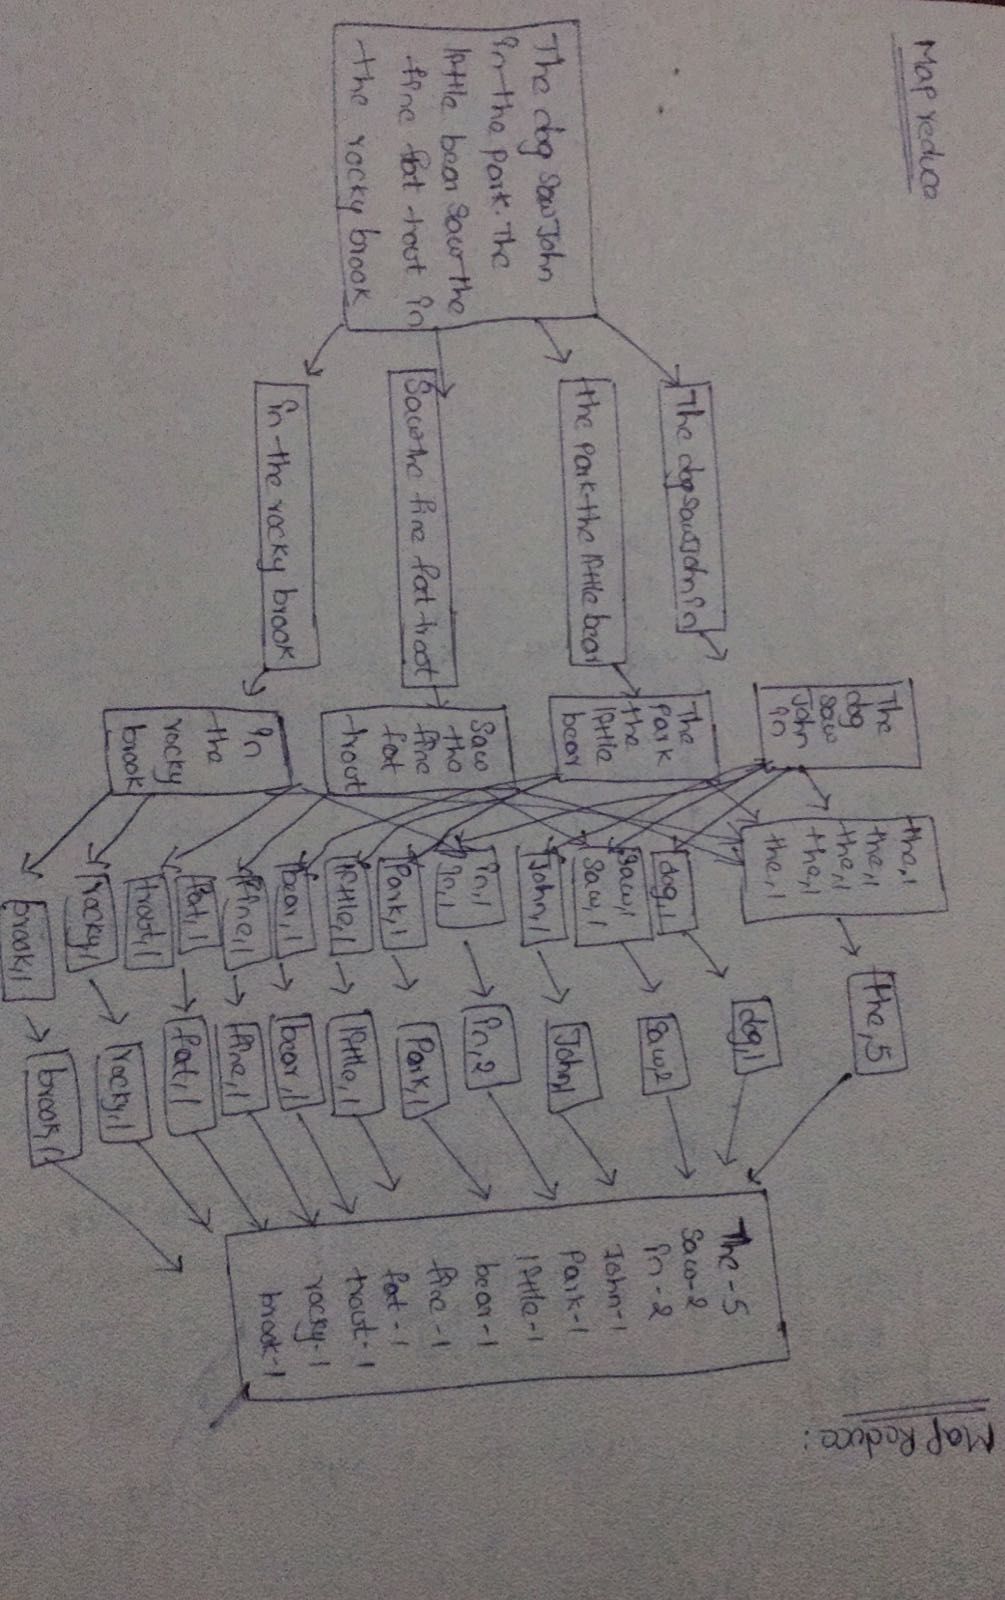 Map reduce
The dog saw John
in the park. The
little bear saw the
fine fat trout in
the rocky brook
The dog saw John in
the park the little bear
Saw the fine fat trout
in the rocky brook
The
dog
saw
John
in
The
park
the
little
bear
Saw
the
fine
fat
trout
in
the
rocky
brook
the,1
the,1
the,1
the,1
the,1
dog,1
Saw,1
Saw,1
John,1
in,1
in,1
Park,1
little,1
bear,1
fine,1
fat,1
trout,1
rocky,1
brook,1
the,5
dog,1
saw,2
John,1
in,2
Park,1
little,1
bear,1
fine,1
fat,1
rocky,1
brook,1
The-5
Saw-2
in-2
John-1
Park-1
little-1
bear-1
fine-1
fat-1
trout-1
rocky-1
brook-1
Map Reduce: